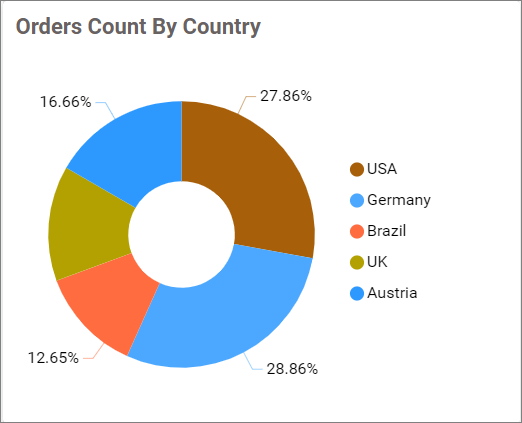 Orders Count By Country
16.66%
27.86%
12.65%
28.86%
USA
Germany
Brazil
UK
Austria